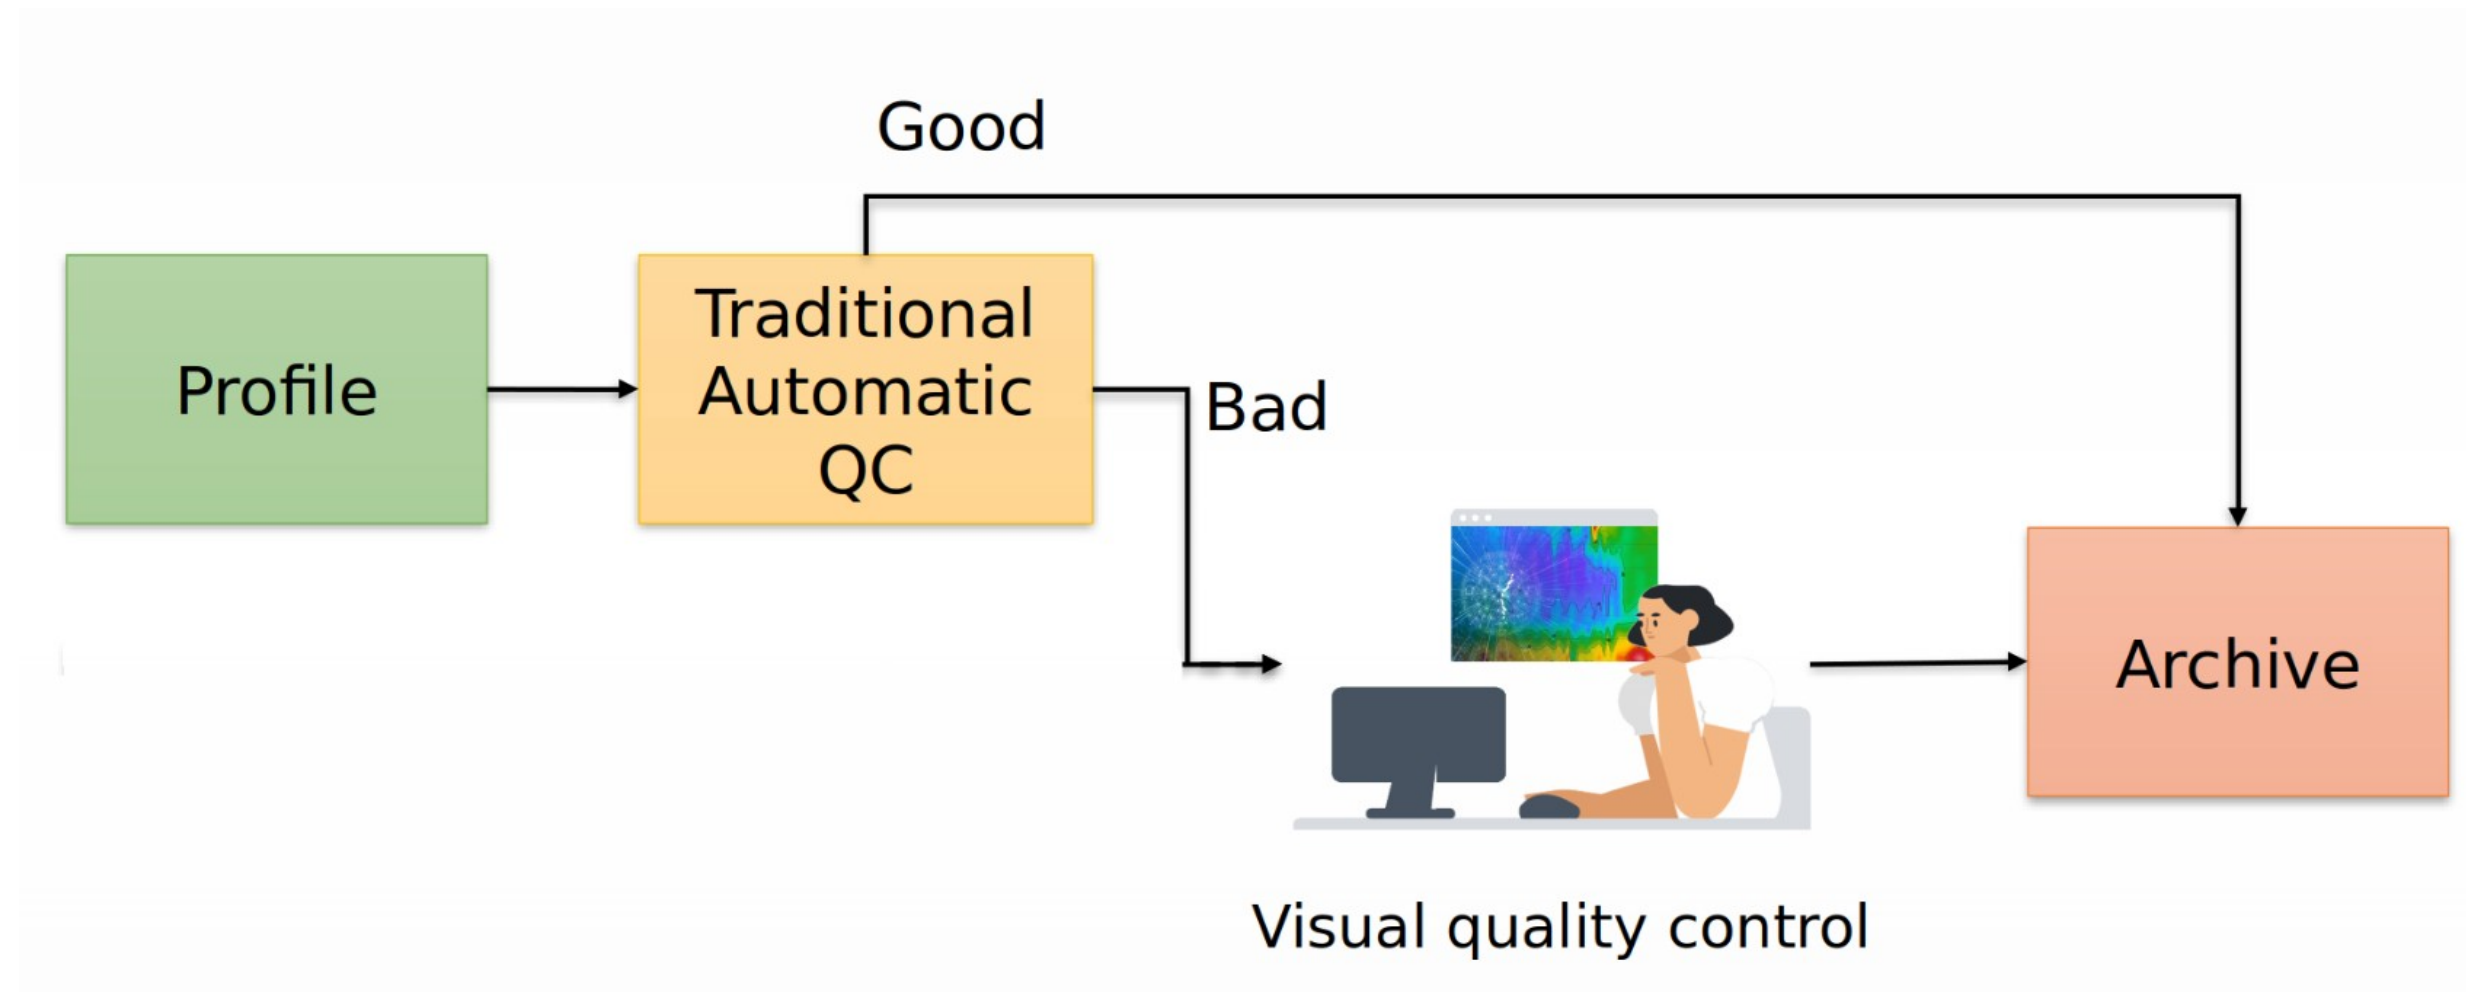 Good
Profile
Traditional
Automatic
QC
Bad
Archive
Visual quality control